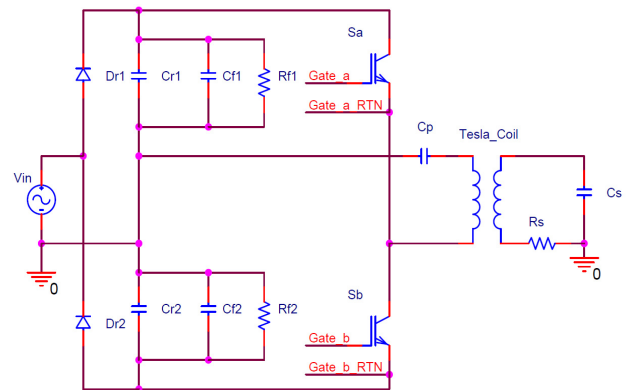 Sa
Gate_a
Gate_a_RTN
Dr1
Cr1
Cf1
Rf1
Cp
Tesla_Coil
Vin
Cs
Rs
0
0
Dr2
Cr2
Cf2
Rf2
Sb
Gate_b
Gate_b_RTN